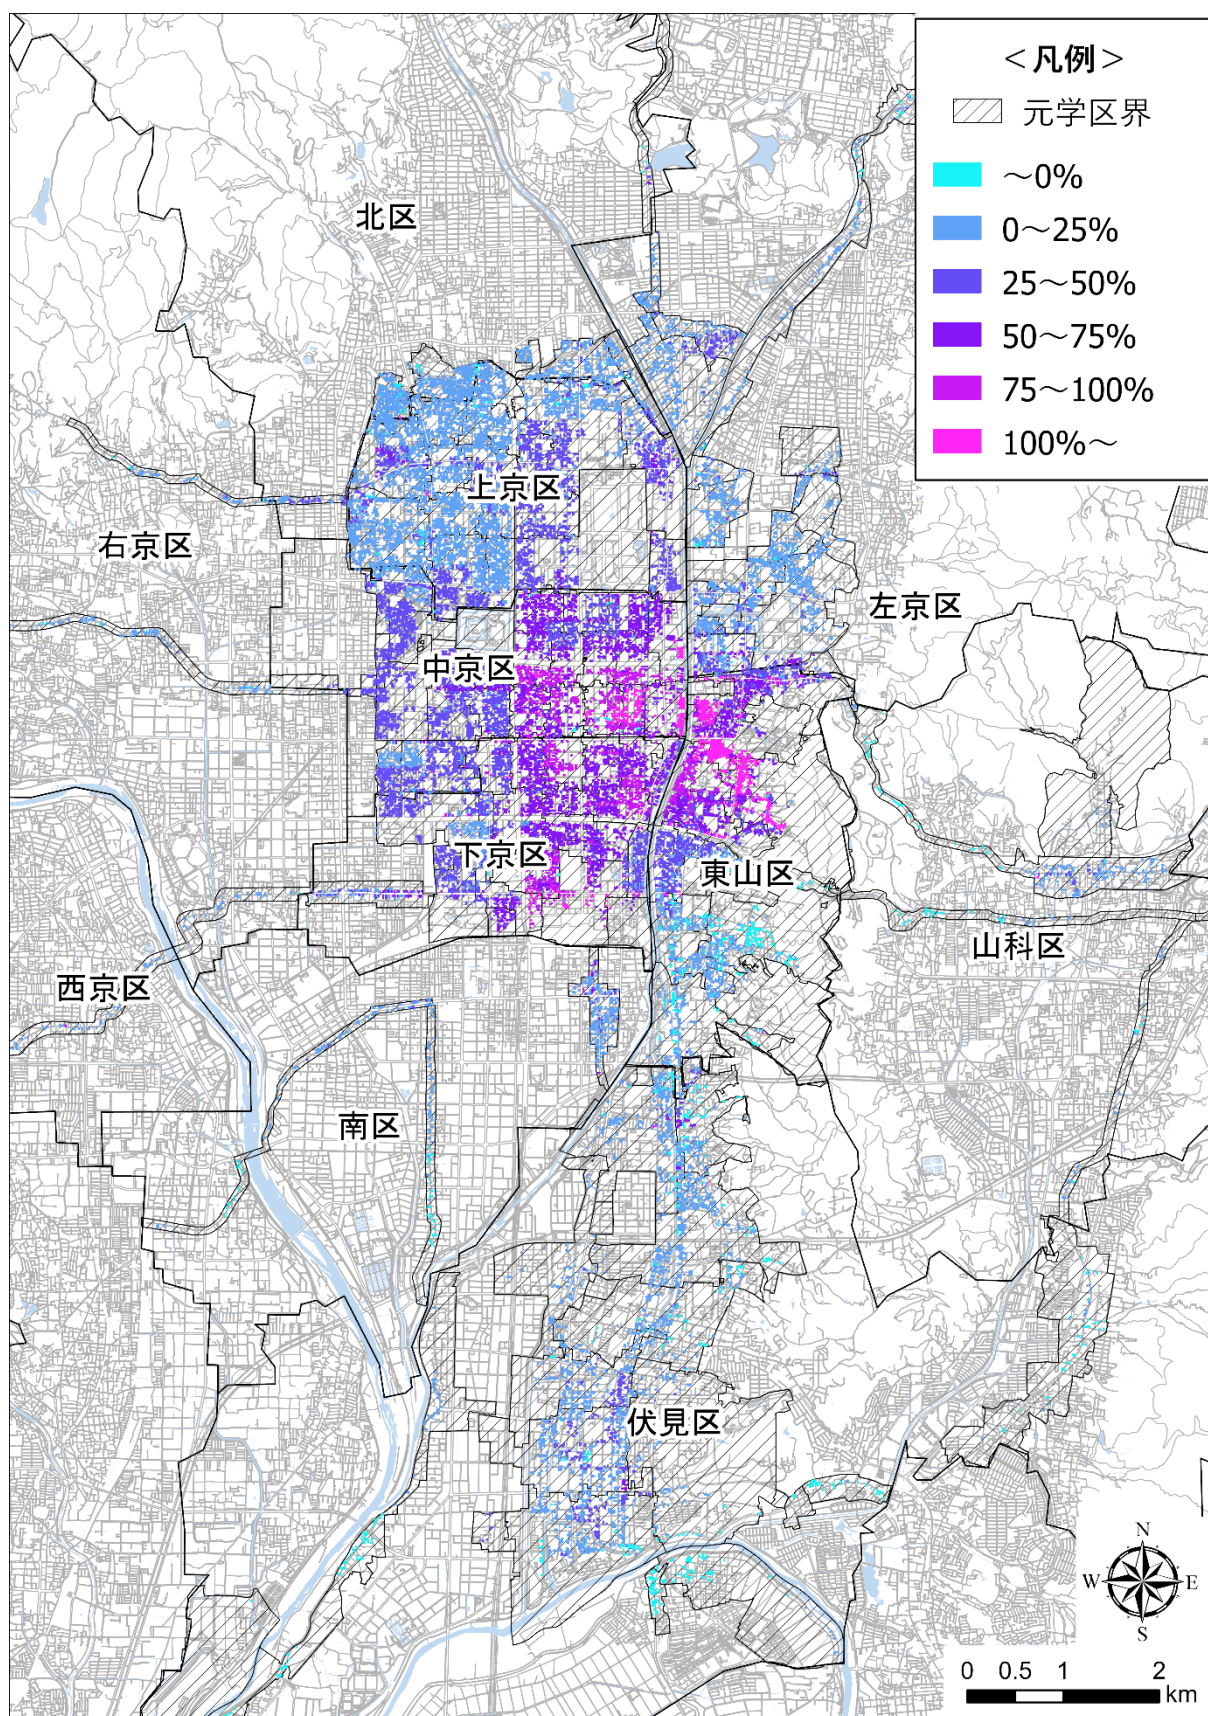 ＜凡例＞
元学区界
～0%
0～25%
25～50%
50～75%
75～100%
100%～
北区
上京区
右京区
左京区
中京区
下京区
東山区
山科区
西京区
南区
伏見区
N
W
E
S
0 0.5 1 2
km